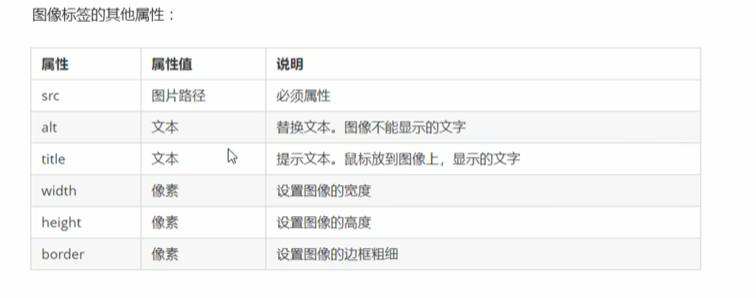 图像标签的其他属性：
属性 属性值 说明
src 图片路径 必须属性
alt 文本 替换文本。图像不能显示的文字
title 文本 提示文本。鼠标放到图像上，显示的文字
width 像素 设置图像的宽度
height 像素 设置图像的高度
border 像素 设置图像的边框粗细